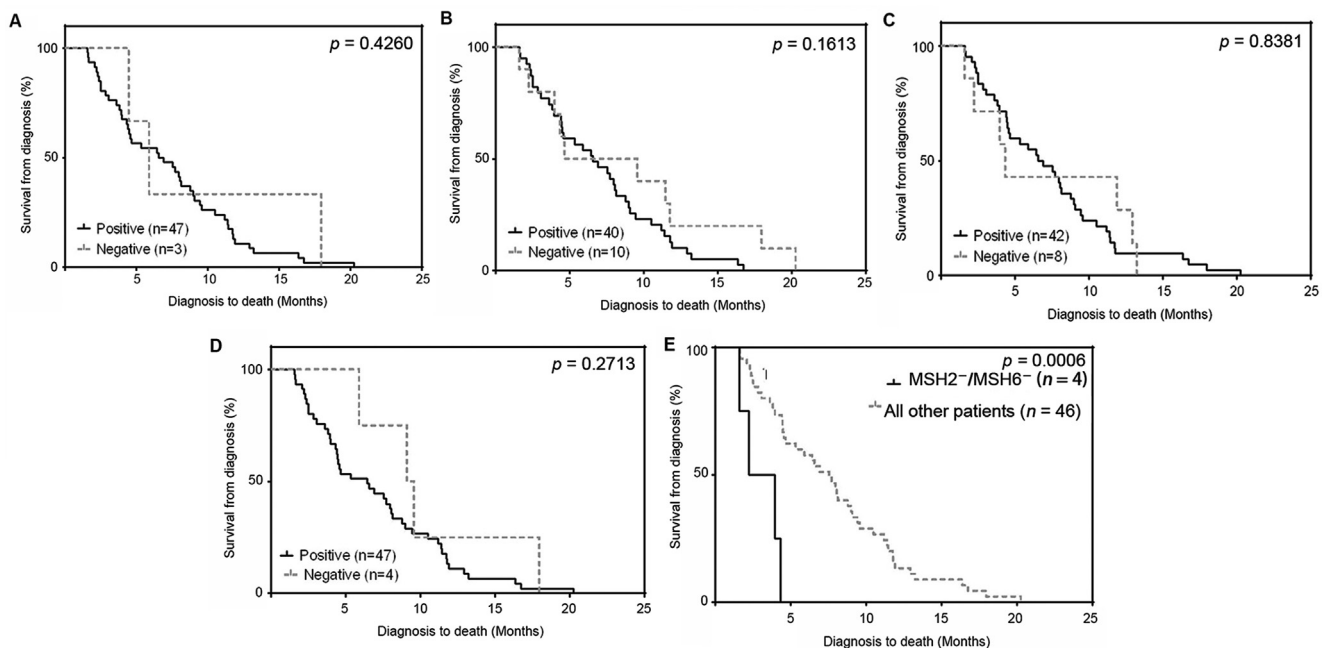 A
p = 0.4260
Survival from diagnosis (%)
100
50
0
Positive (n=47)
Negative (n=3)
5 10 15 20 25
Diagnosis to death (Months)
B
p = 0.1613
Survival from diagnosis (%)
100
50
0
Positive (n=40)
Negative (n=10)
5 10 15 20 25
Diagnosis to death (Months)
C
p = 0.8381
Survival from diagnosis (%)
100
50
0
Positive (n=42)
Negative (n=8)
5 10 15 20 25
Diagnosis to death (Months)
D
p = 0.2713
Survival from diagnosis (%)
100
50
0
Positive (n=47)
Negative (n=4)
5 10 15 20 25
Diagnosis to death (Months)
E
p = 0.0006
MSH2⁻/MSH6⁻ (n = 4)
All other patients (n = 46)
Survival from diagnosis (%)
100
50
0
5 10 15 20 25
Diagnosis to death (Months)